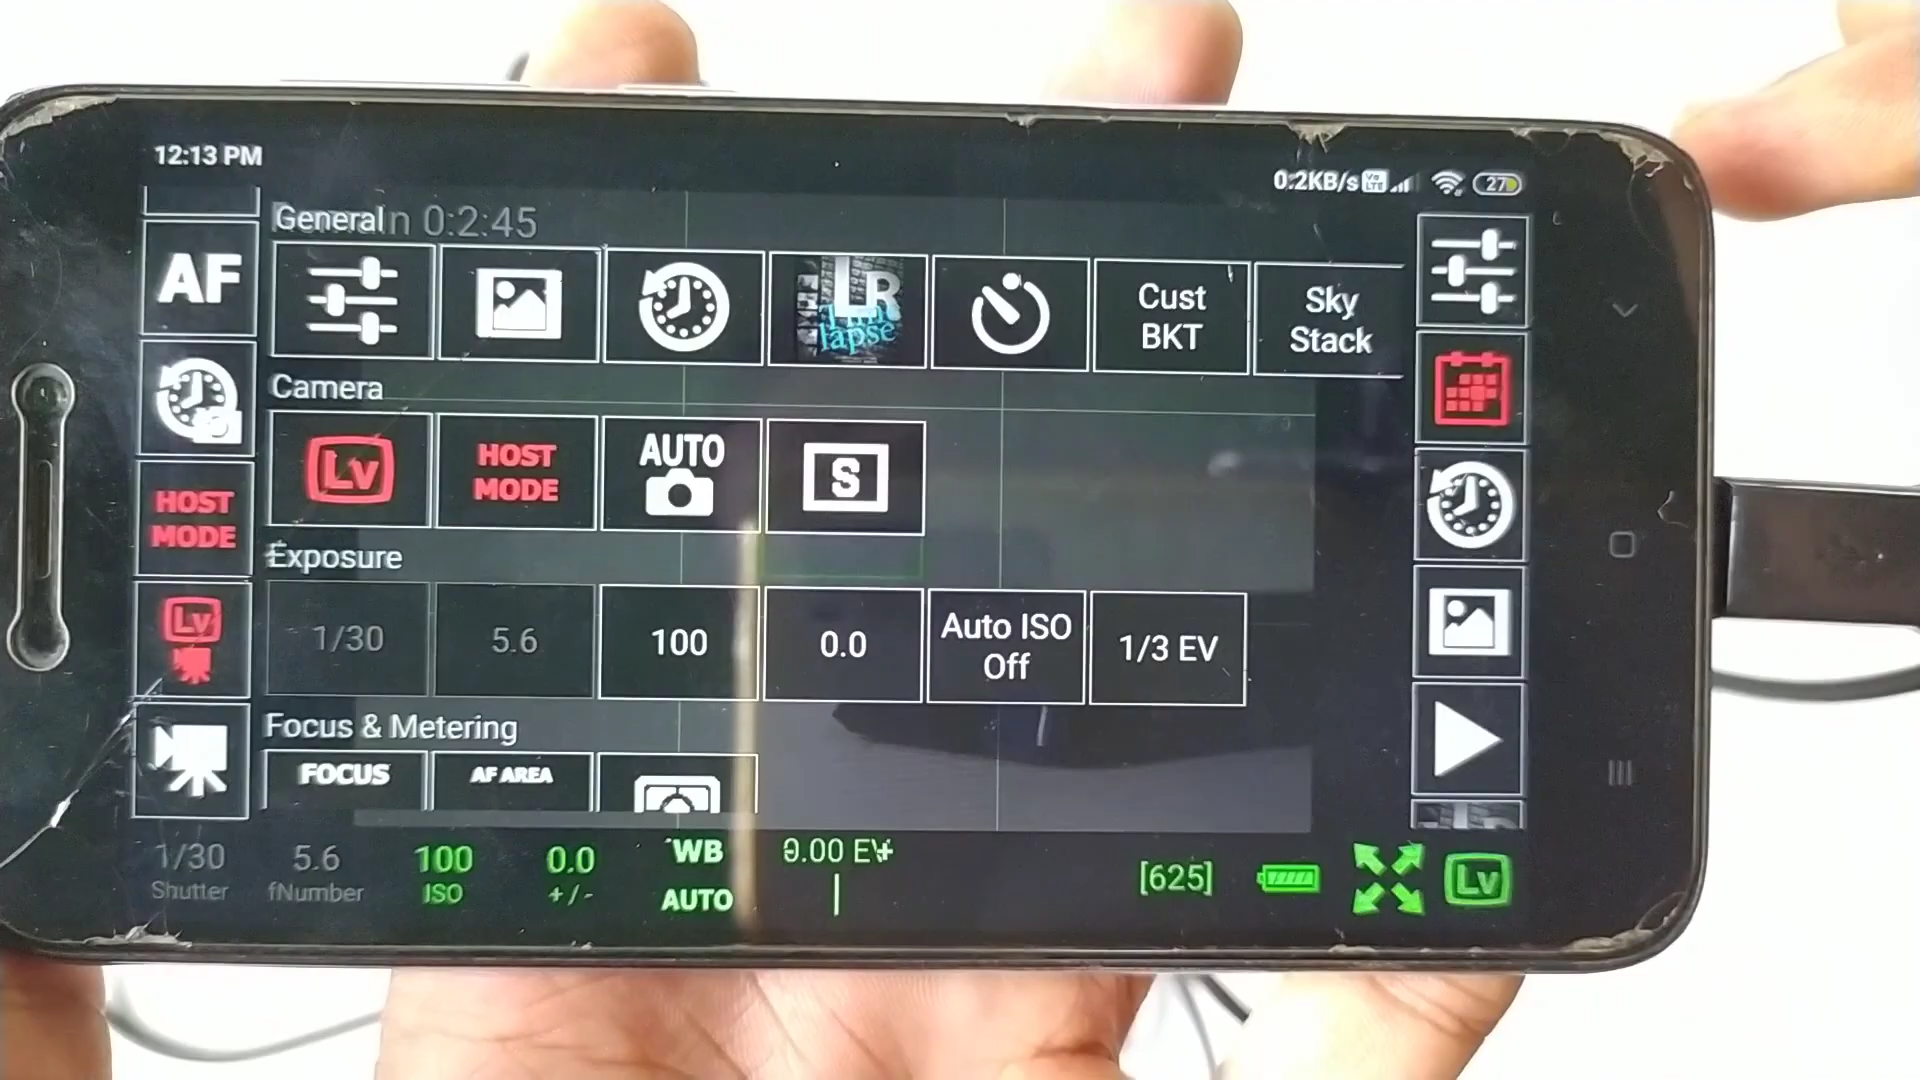 12:13 PM
0.2KB/s Vo LTE 27
General n 0:2:45
AF
LR
lapse
Cust
BKT
Sky
Stack
Camera
Lv
HOST
MODE
AUTO
S
HOST
MODE
Exposure
1/30
5.6
100
0.0
Auto ISO
Off
1/3 EV
Lv
Focus & Metering
FOCUS
AF AREA
1/30
Shutter
5.6
fNumber
100
ISO
0.0
+/-
WB
AUTO
0.00 EV
[625]
Lv